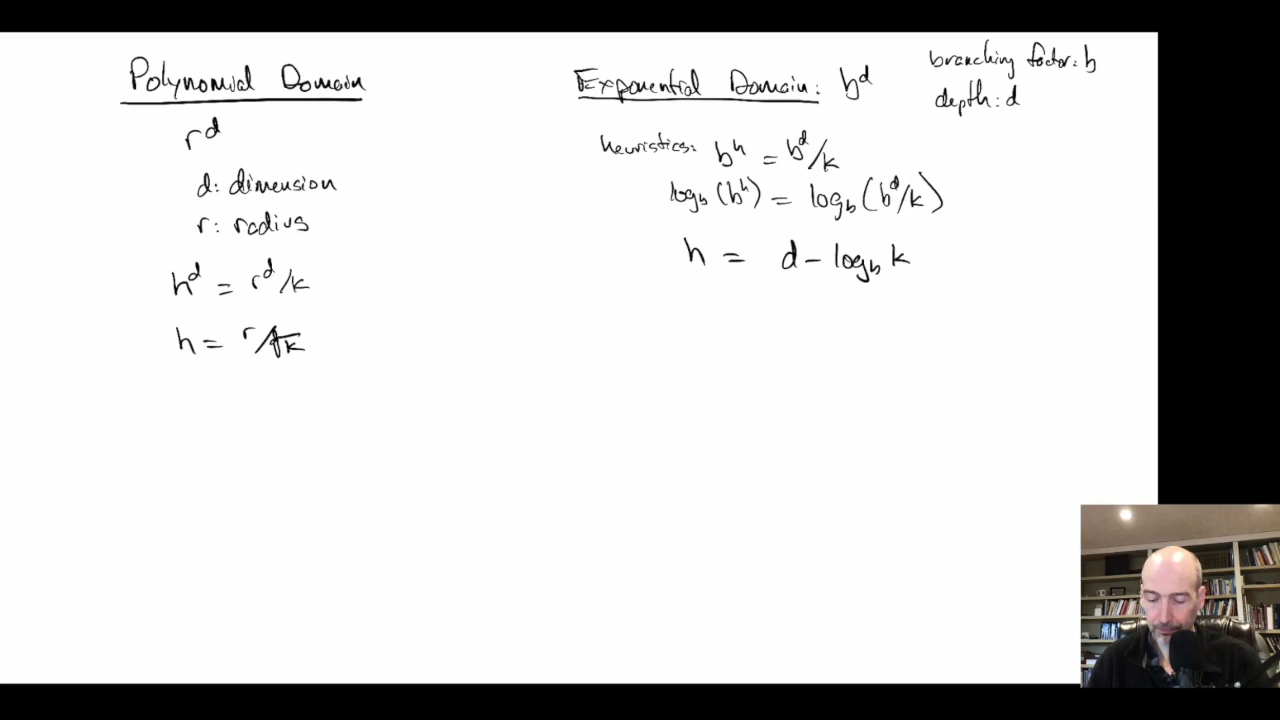 Polynomial Domain
r^d
d: dimension
r: radius
h^d = r^d/k
h = r/√k
Exponential Domain: b^d
branching factor: b
depth: d
heuristics: b^h = b^d/k
log_b(b^h) = log_b(b^d/k)
h = d - log_b k